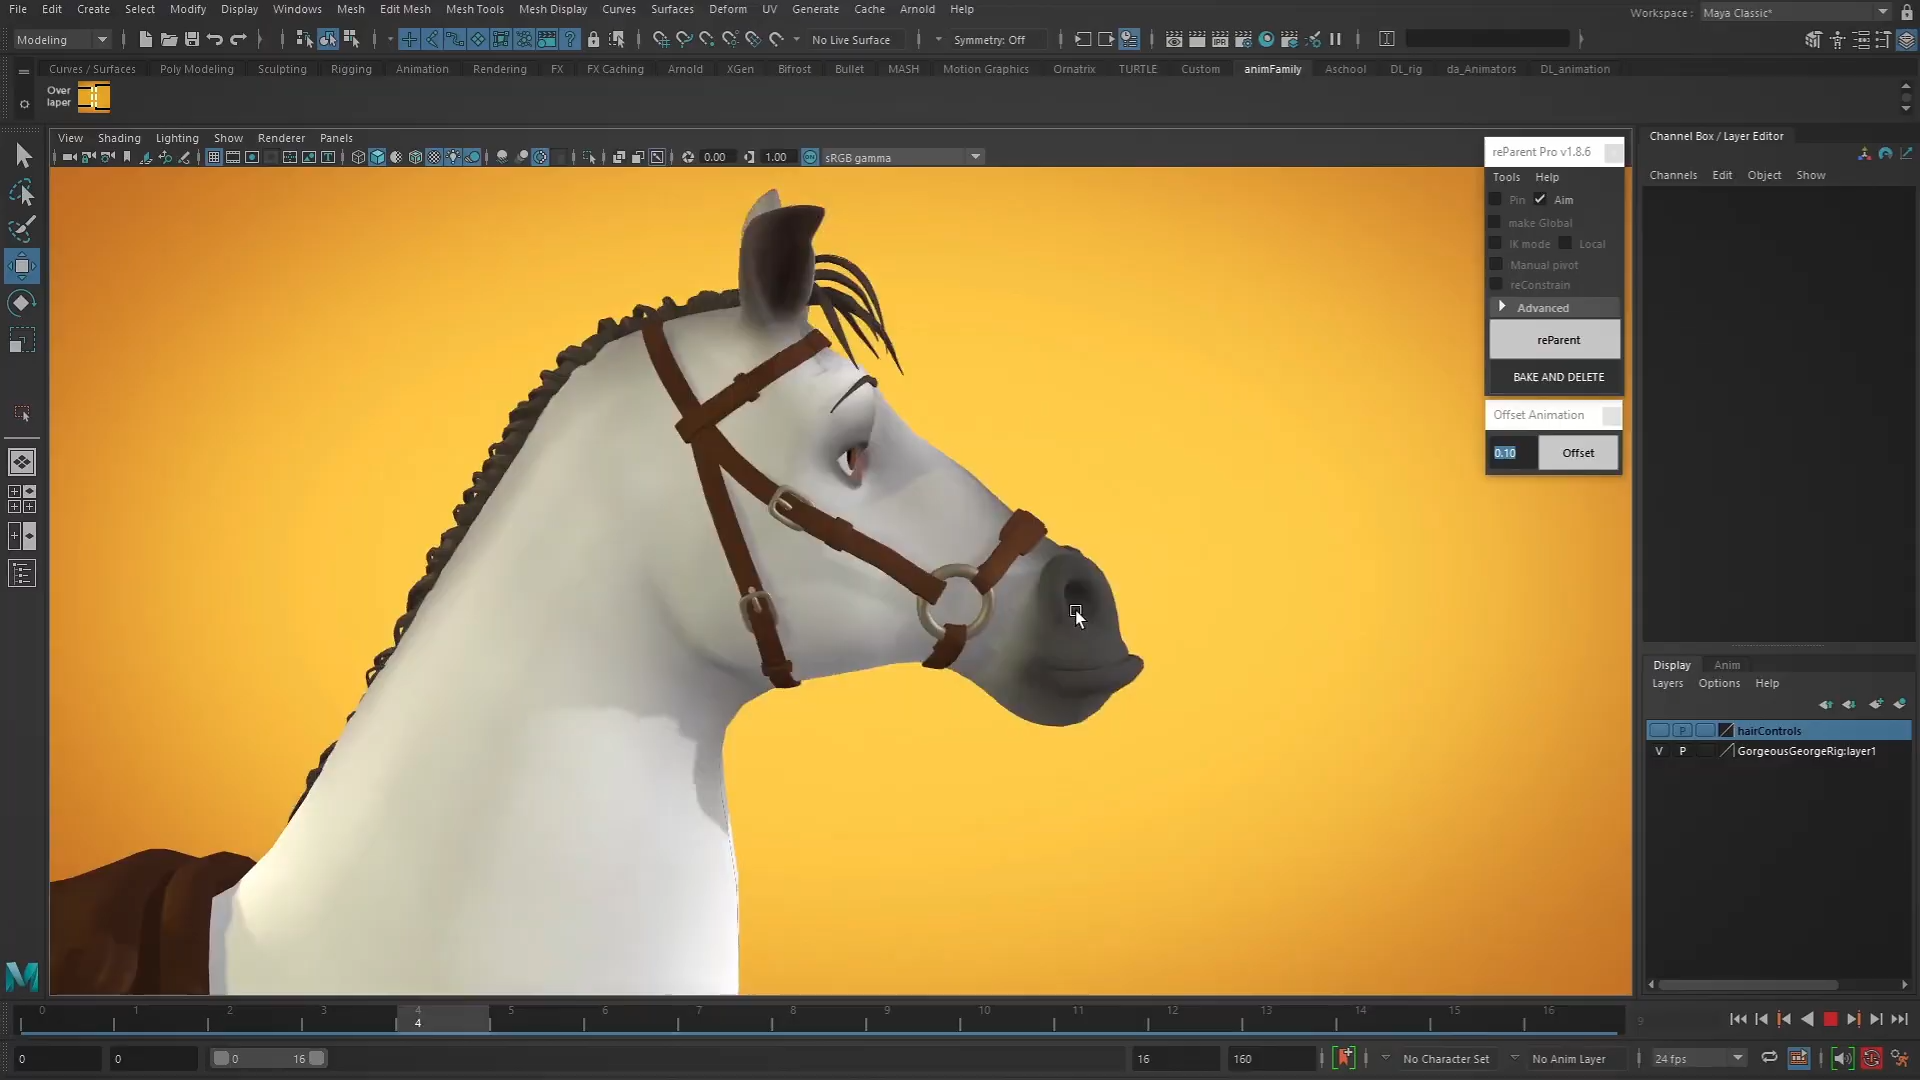 File Edit Create Select Modify Display Windows Mesh Edit Mesh Mesh Tools Mesh Display Curves Surfaces Deform UV Generate Cache Arnold Help
Workspace : Maya Classic*
Modeling
No Live Surface
Symmetry: Off
IPR
Curves / Surfaces Poly Modeling Sculpting Rigging Animation Rendering FX FX Caching Arnold XGen Bifrost Bullet MASH Motion Graphics Ornatrix TURTLE Custom animFamily Aschool DL_rig da_Animators DL_animation
Over
laper
View Shading Lighting Show Renderer Panels
0.00 1.00 sRGB gamma
reParent Pro v1.8.6
Tools Help
Pin Aim
make Global
IK mode Local
Manual pivot
reConstrain
Advanced
reParent
BAKE AND DELETE
Offset Animation
0.10 Offset
Channel Box / Layer Editor
Channels Edit Object Show
Display Anim
Layers Options Help
P hairControls
V P GorgeousGeorgeRig:layer1
M
0 1 2 3 4 5 6 7 8 9 10 11 12 13 14 15 16
4
9
0 0 0 16 16 160 No Character Set No Anim Layer 24 fps